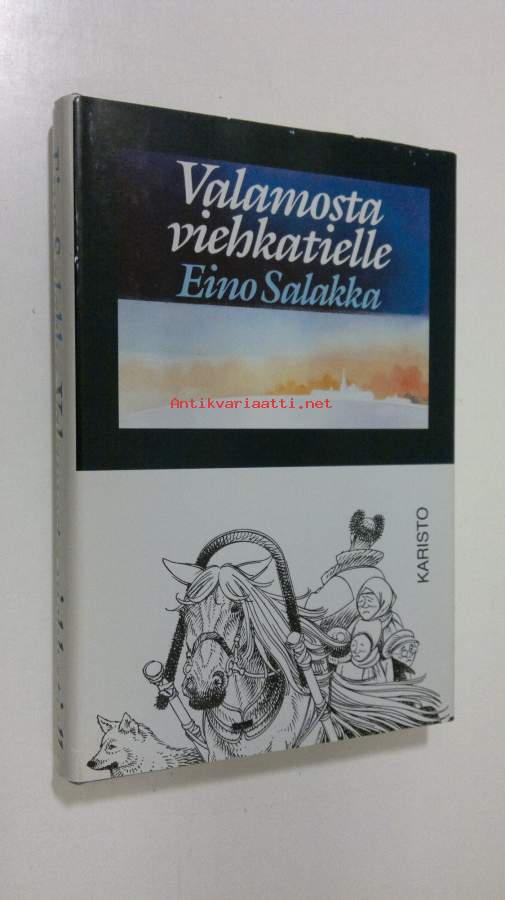 Valamosta
viehkatielle
Eino Salakka
Antikvariaatti.net
KARISTO